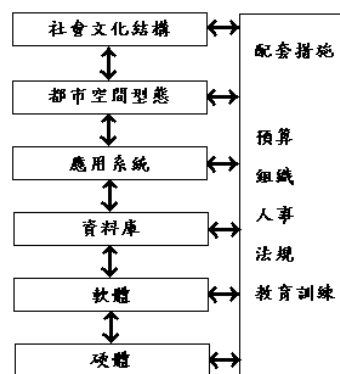 社會文化結構
都市空間型態
應用系統
資料庫
軟體
硬體
配套措施
預算
組織
人事
法規
教育訓練